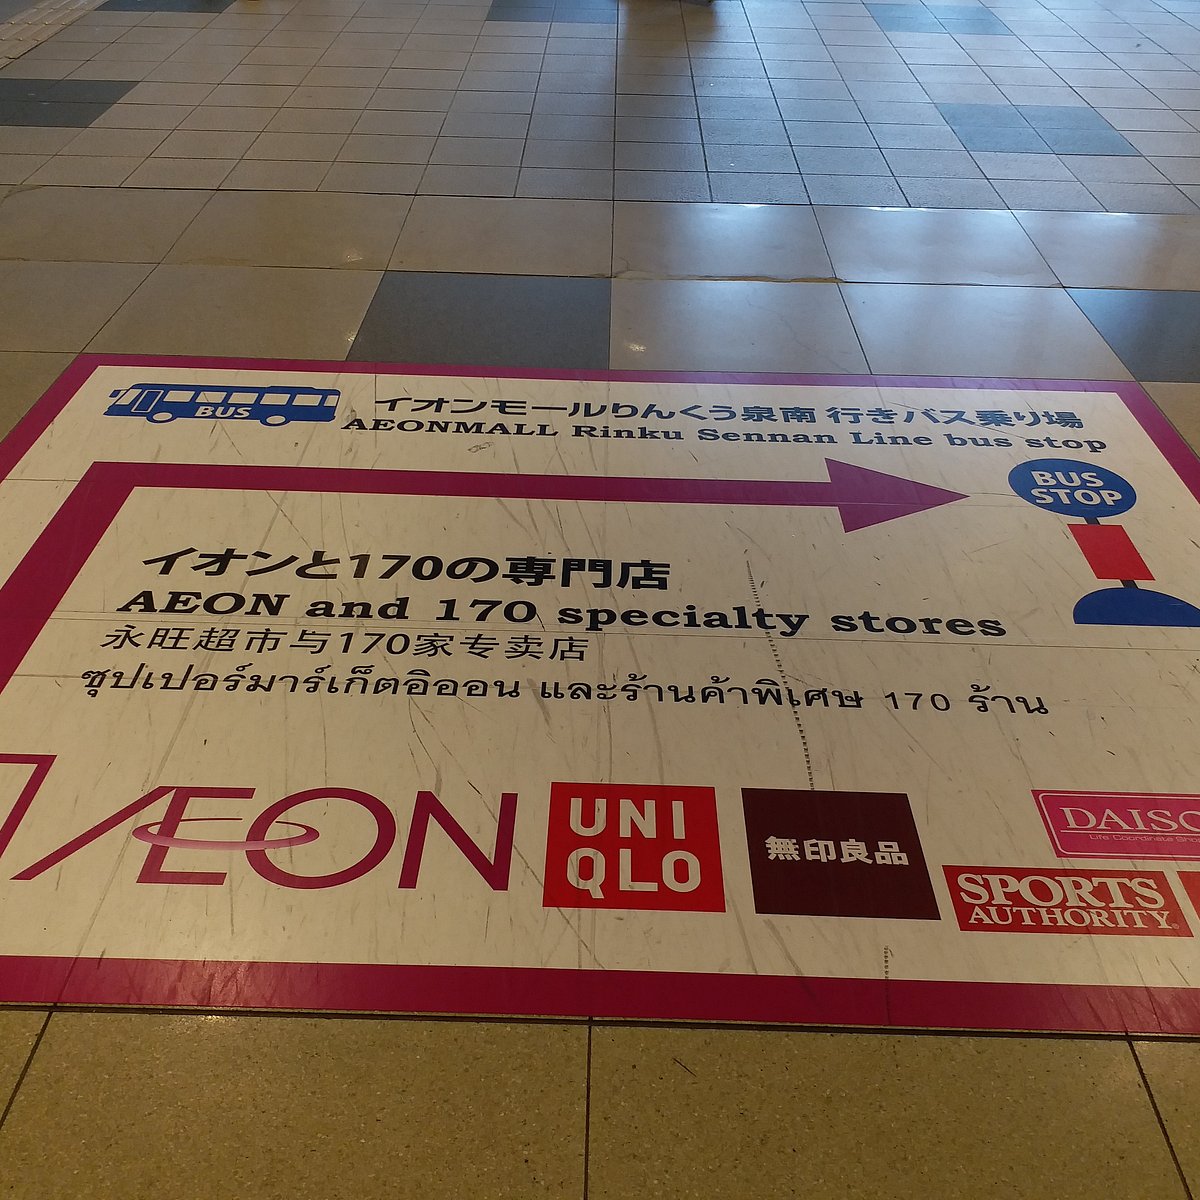 BUS
イオンモールりんくう泉南 行きバス乗り場
AEONMALL Rinku Sennan Line bus stop
BUS
STOP
イオンと170の専門店
AEON and 170 specialty stores
永旺超市与170家专卖店
ซุปเปอร์มาร์เก็ตอิออน และร้านค้าพิเศษ 170 ร้าน
ÆON
UNI
QLO
無印良品
DAISO
Life Coordinate Shop
SPORTS
AUTHORITY